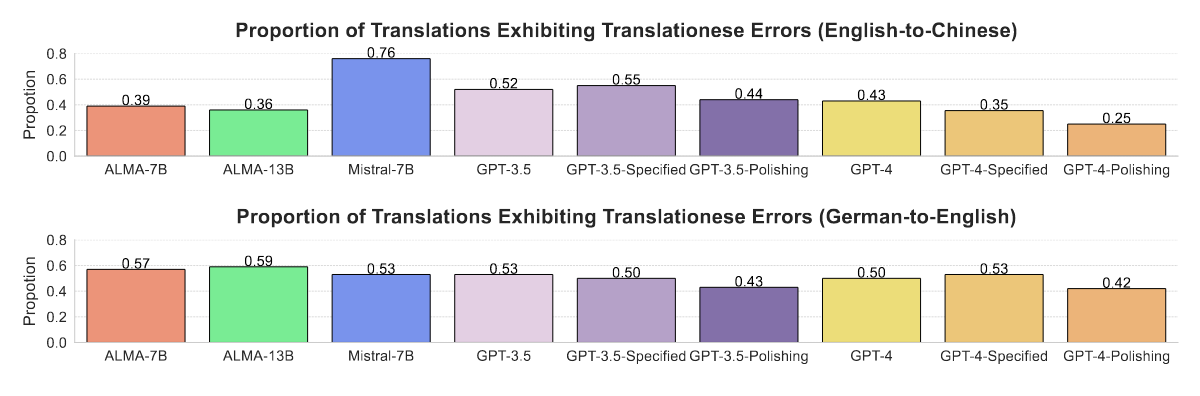 Proportion of Translations Exhibiting Translationese Errors (English-to-Chinese)
Propotion
0.8
0.6
0.4
0.2
0.0
0.39
0.36
0.76
0.52
0.55
0.44
0.43
0.35
0.25
ALMA-7B
ALMA-13B
Mistral-7B
GPT-3.5
GPT-3.5-Specified
GPT-3.5-Polishing
GPT-4
GPT-4-Specified
GPT-4-Polishing
Proportion of Translations Exhibiting Translationese Errors (German-to-English)
Propotion
0.8
0.6
0.4
0.2
0.0
0.57
0.59
0.53
0.53
0.50
0.43
0.50
0.53
0.42
ALMA-7B
ALMA-13B
Mistral-7B
GPT-3.5
GPT-3.5-Specified
GPT-3.5-Polishing
GPT-4
GPT-4-Specified
GPT-4-Polishing